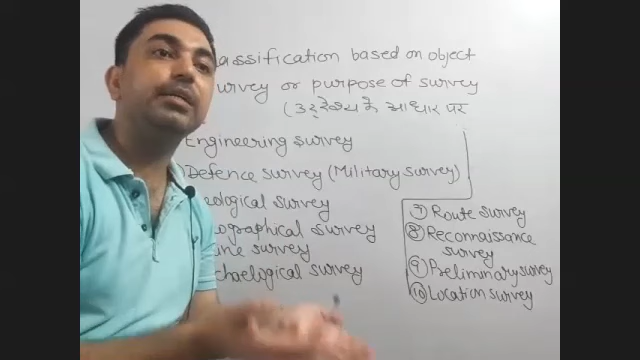 assification based on object
urvey or purpose of survey
(उद्देश्य के आधार पर
Engineering survey
Defence survey (Military survey)
eological survey
ographical survey
ine survey
chaelogical survey
⑦ Route survey
⑧ Reconnaissance
survey
⑨ Preliminary survey
⑩ Location survey